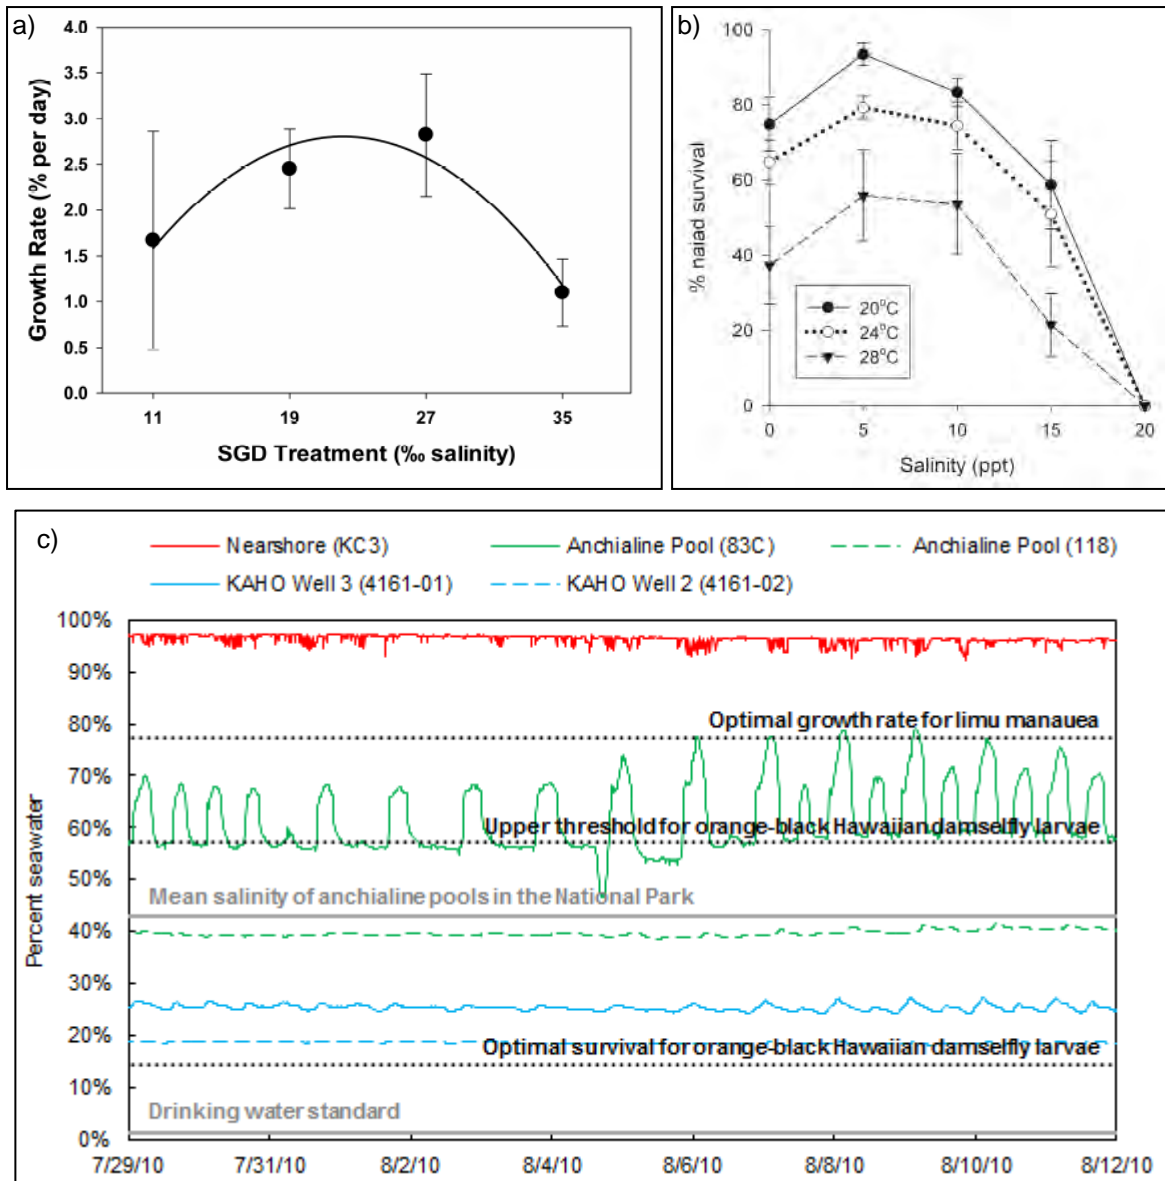 a)
Growth Rate (% per day)
4.0
3.5
3.0
2.5
2.0
1.5
1.0
0.5
0.0
11 19 27 35
SGD Treatment (‰ salinity)
b)
% naiad survival
100
80
60
40
20
0
20°C
24°C
28°C
0 5 10 15 20
Salinity (ppt)
c)
Nearshore (KC3) Anchialine Pool (83C) Anchialine Pool (118)
KAHO Well 3 (4161-01) KAHO Well 2 (4161-02)
Percent seawater
100%
90%
80%
70%
60%
50%
40%
30%
20%
10%
0%
Optimal growth rate for limu manauea
Upper threshold for orange-black Hawaiian damselfly larvae
Mean salinity of anchialine pools in the National Park
Optimal survival for orange-black Hawaiian damselfly larvae
Drinking water standard
7/29/10 7/31/10 8/2/10 8/4/10 8/6/10 8/8/10 8/10/10 8/12/10